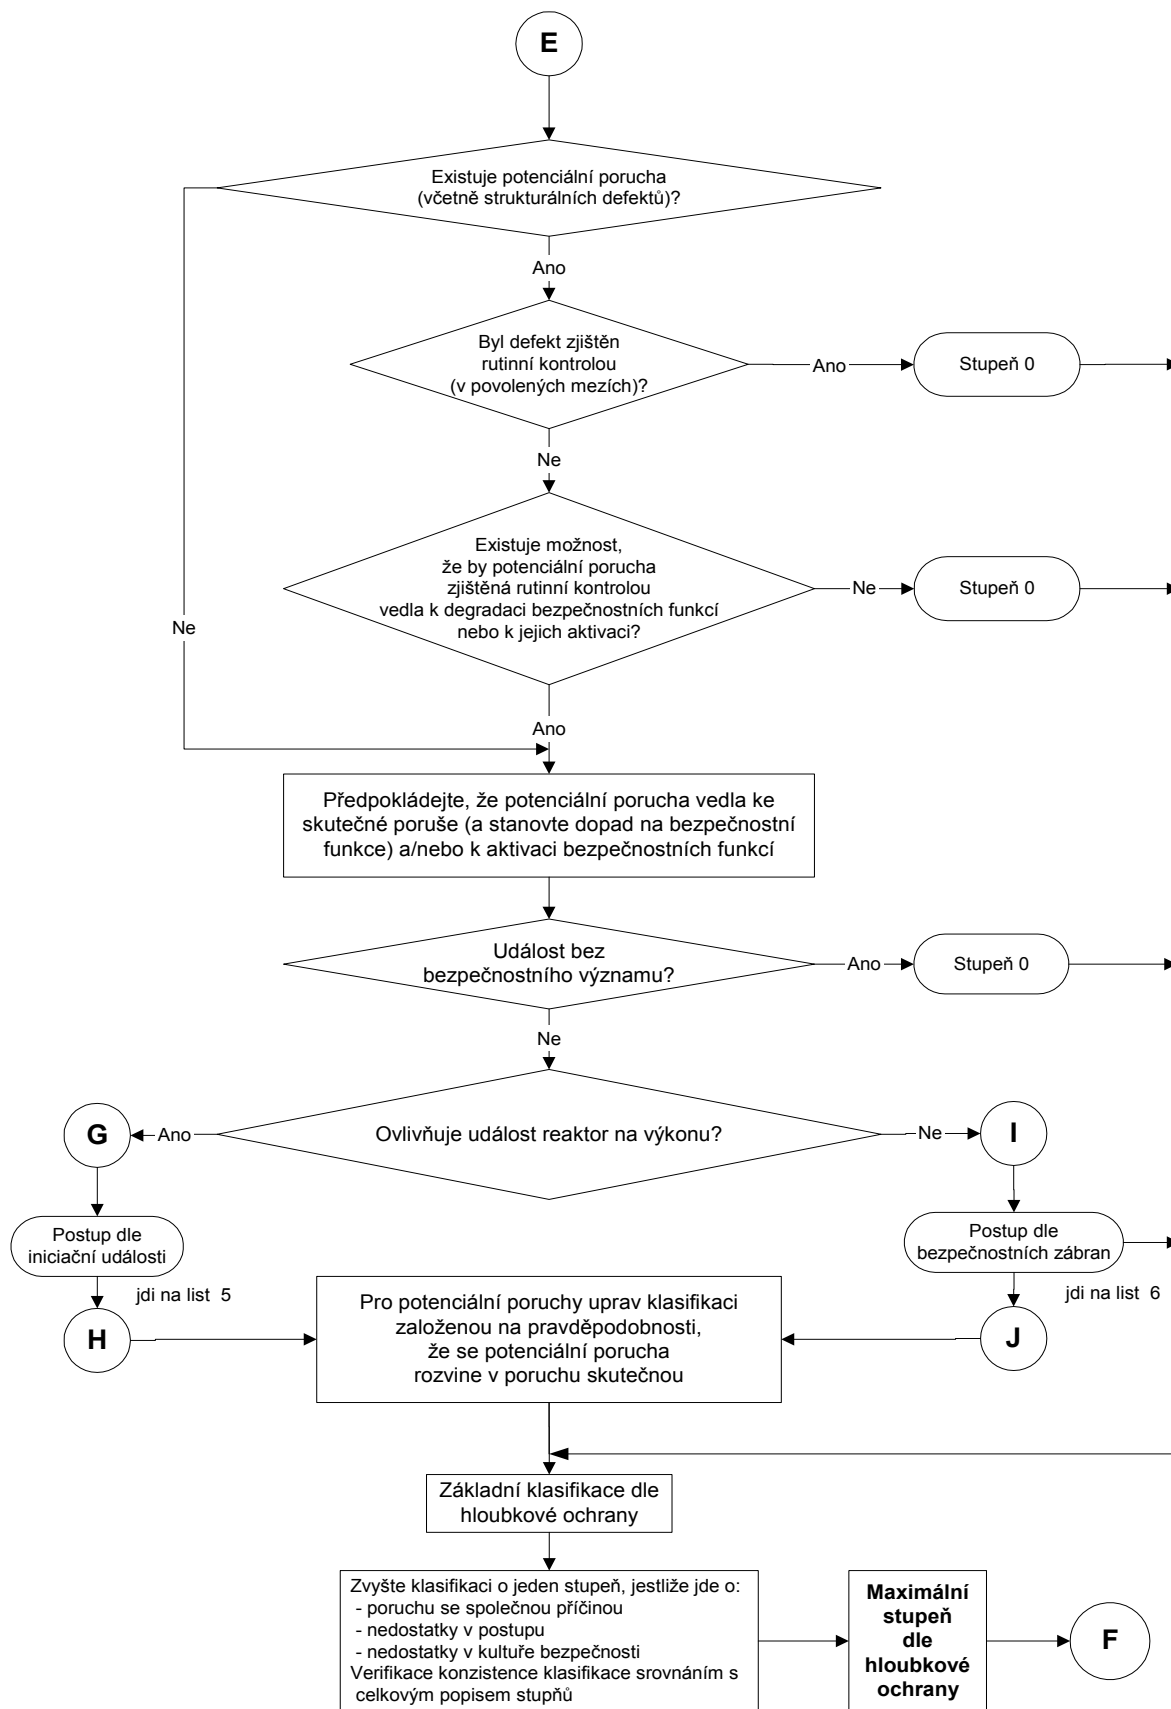 E
Existuje potenciální porucha
(včetně strukturálních defektů)?
Ano
Byl defekt zjištěn
rutinní kontrolou
(v povolených mezích)?
Ano
Stupeň 0
Ne
Existuje možnost,
že by potenciální porucha
zjištěná rutinní kontrolou
vedla k degradaci bezpečnostních funkcí
nebo k jejich aktivaci?
Ne
Stupeň 0
Ne
Ano
Předpokládejte, že potenciální porucha vedla ke
skutečné poruše (a stanovte dopad na bezpečnostní
funkce) a/nebo k aktivaci bezpečnostních funkcí
Událost bez
bezpečnostního významu?
Ano
Stupeň 0
Ne
G
Ano
Ovlivňuje událost reaktor na výkonu?
Ne
I
Postup dle
iniciační události
Postup dle
bezpečnostních zábran
jdi na list 5
jdi na list 6
H
Pro potenciální poruchy uprav klasifikaci
založenou na pravděpodobnosti,
že se potenciální porucha
rozvine v poruchu skutečnou
J
Základní klasifikace dle
hloubkové ochrany
Zvyšte klasifikaci o jeden stupeň, jestliže jde o:
- poruchu se společnou příčinou
- nedostatky v postupu
- nedostatky v kultuře bezpečnosti
Verifikace konzistence klasifikace srovnáním s
celkovým popisem stupňů
Maximální
stupeň
dle
hloubkové
ochrany
F